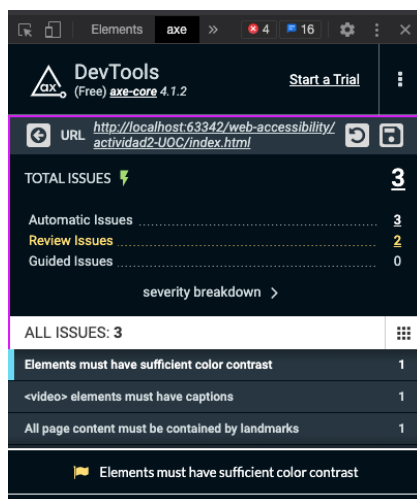 Elements axe » 4 16
DevTools
(Free) axe-core 4.1.2
Start a Trial
ax
URL http://localhost:63342/web-accessibility/
actividad2-UOC/index.html
TOTAL ISSUES 3
Automatic Issues 3
Review Issues 2
Guided Issues 0
severity breakdown >
ALL ISSUES: 3
Elements must have sufficient color contrast 1
<video> elements must have captions 1
All page content must be contained by landmarks 1
Elements must have sufficient color contrast